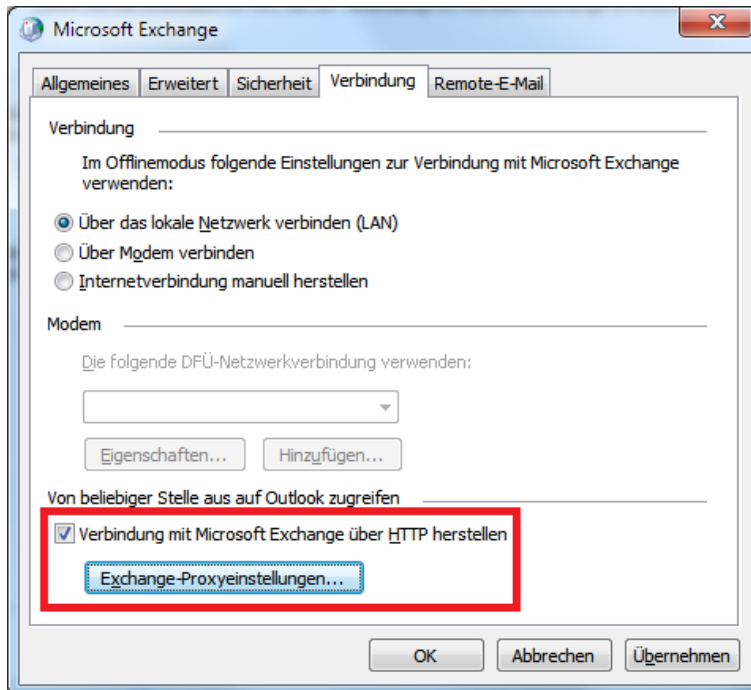 Microsoft Exchange
Allgemeines Erweitert Sicherheit Verbindung Remote-E-Mail
Verbindung
Im Offlinemodus folgende Einstellungen zur Verbindung mit Microsoft Exchange
verwenden:
Über das lokale Netzwerk verbinden (LAN)
Über Modem verbinden
Internetverbindung manuell herstellen
Modem
Die folgende DFÜ-Netzwerkverbindung verwenden:
Eigenschaften... Hinzufügen...
Von beliebiger Stelle aus auf Outlook zugreifen
Verbindung mit Microsoft Exchange über HTTP herstellen
Exchange-Proxyeinstellungen...
OK Abbrechen Übernehmen